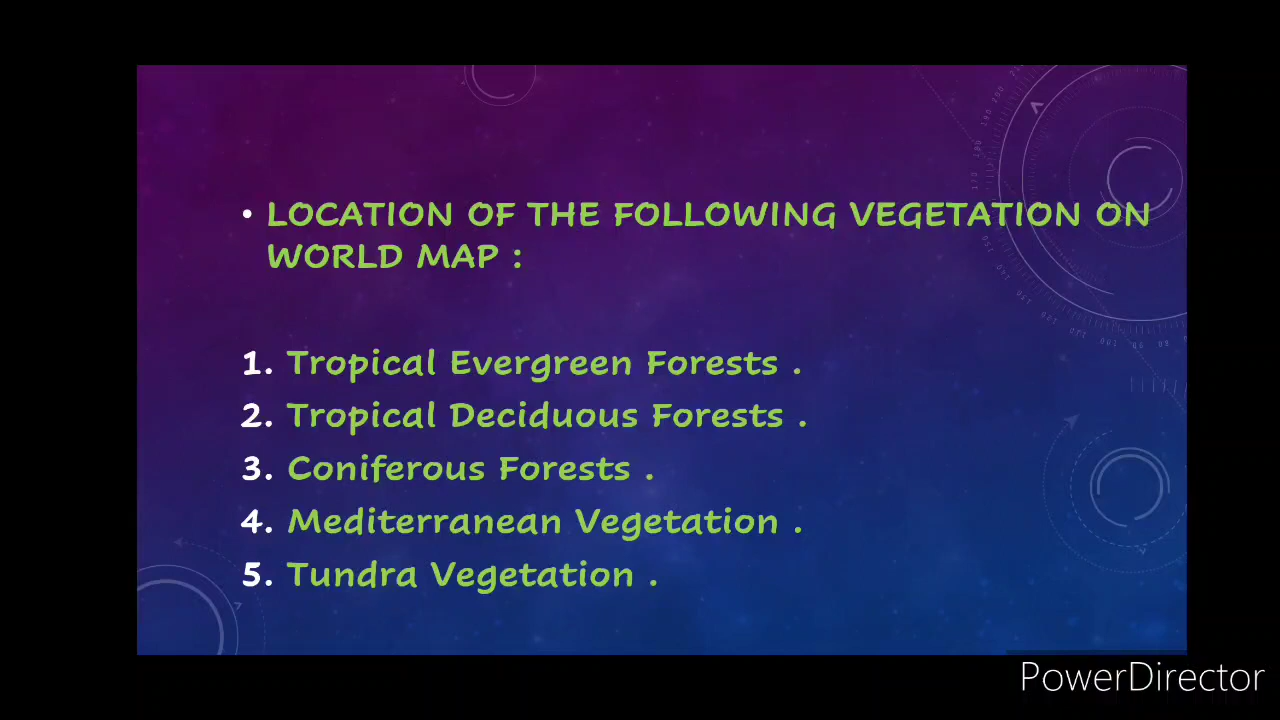 • LOCATION OF THE FOLLOWING VEGETATION ON
WORLD MAP :
1. Tropical Evergreen Forests .
2. Tropical Deciduous Forests .
3. Coniferous Forests .
4. Mediterranean Vegetation .
5. Tundra Vegetation .
PowerDirector